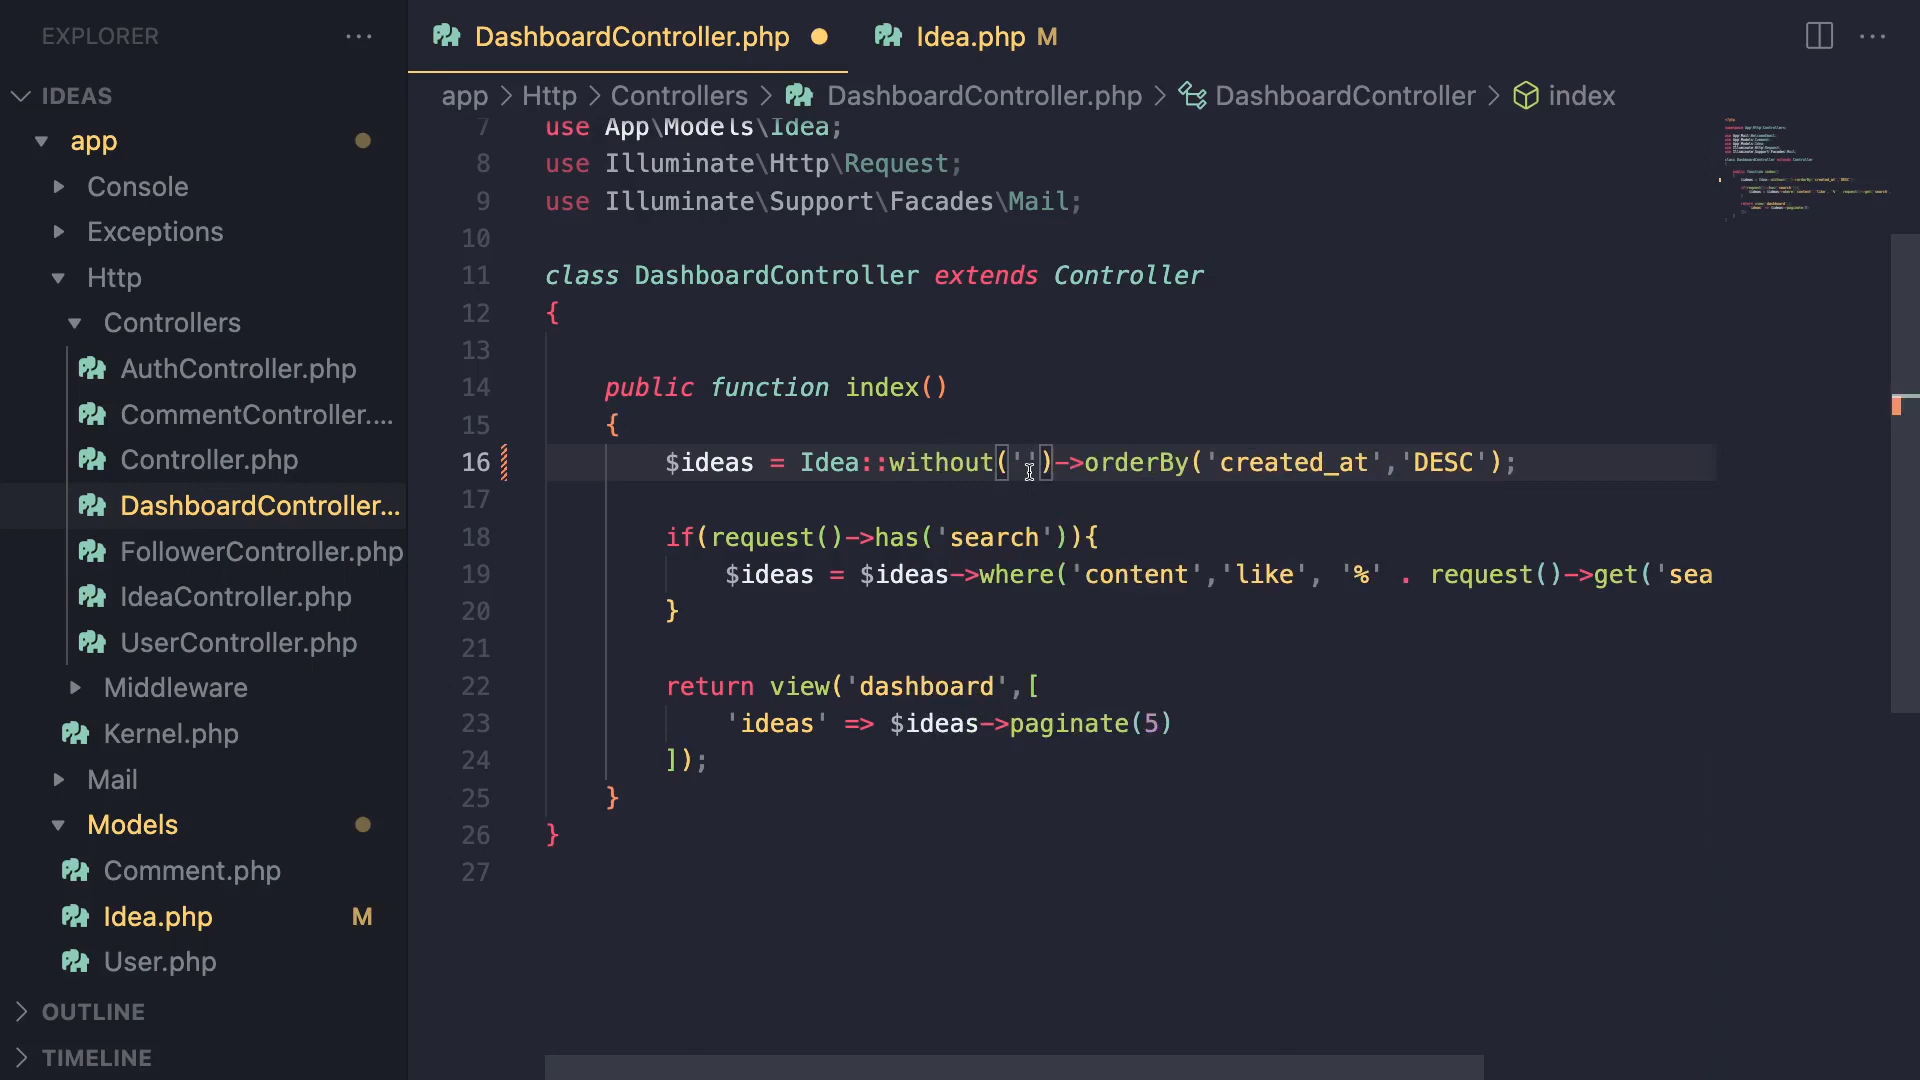 EXPLORER
IDEAS
app
Console
Exceptions
Http
Controllers
AuthController.php
CommentController....
Controller.php
DashboardController...
FollowerController.php
IdeaController.php
UserController.php
Middleware
Kernel.php
Mail
Models
Comment.php
Idea.php M
User.php
OUTLINE
TIMELINE
DashboardController.php
Idea.php M
app > Http > Controllers > DashboardController.php > DashboardController > index
7 use App\Models\Idea;
8 use Illuminate\Http\Request;
9 use Illuminate\Support\Facades\Mail;
10
11 class DashboardController extends Controller
12 {
13
14 public function index()
15 {
16 $ideas = Idea::without('')->orderBy('created_at','DESC');
17
18 if(request()->has('search')){
19 $ideas = $ideas->where('content','like', '%' . request()->get('sea
20 }
21
22 return view('dashboard',[
23 'ideas' => $ideas->paginate(5)
24 ]);
25 }
26 }
27